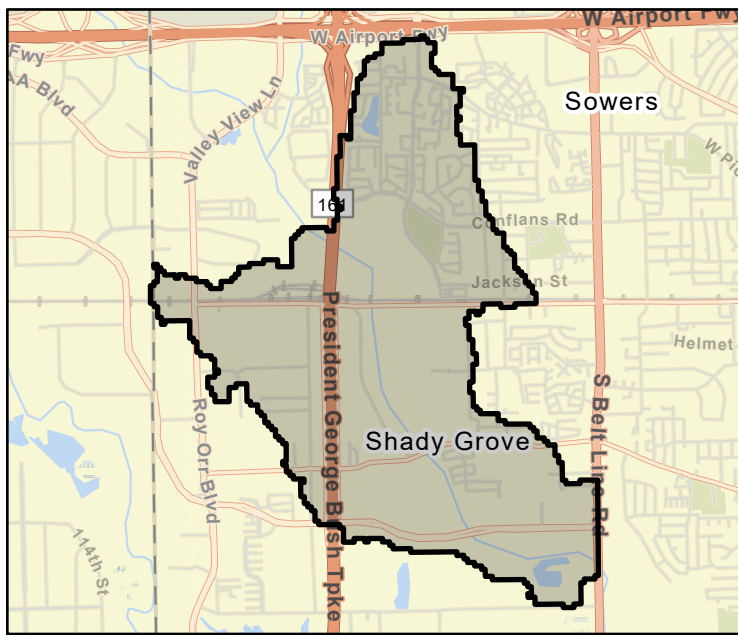 W Airport Fwy
W Airport Fwy
Fwy
AA Blvd
Valley View Ln
Sowers
W Pio
161
Conflans Rd
Jackson St
President George Bush Tpke
Helmet
S Belt Line Rd
Roy Orr Blvd
Shady Grove
114th St